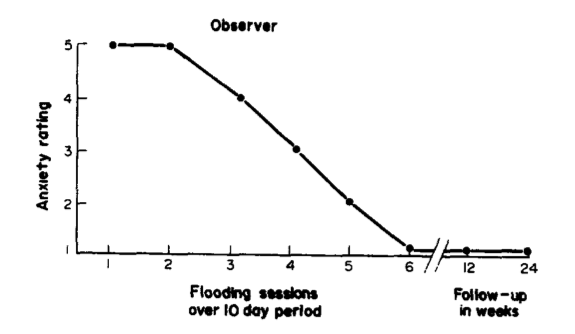 Observer
Anxiety rating
5
4
3
2
1
1 2 3 4 5 6 12 24
Flooding sessions
over 10 day period
Follow-up
in weeks